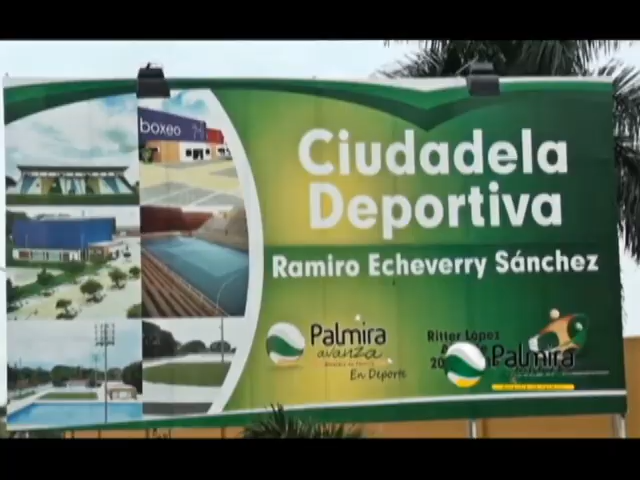 boxeo
Ciudadela
Deportiva
Ramiro Echeverry Sánchez
Palmira
avanza
En Deporte
Ritter López
Palmira